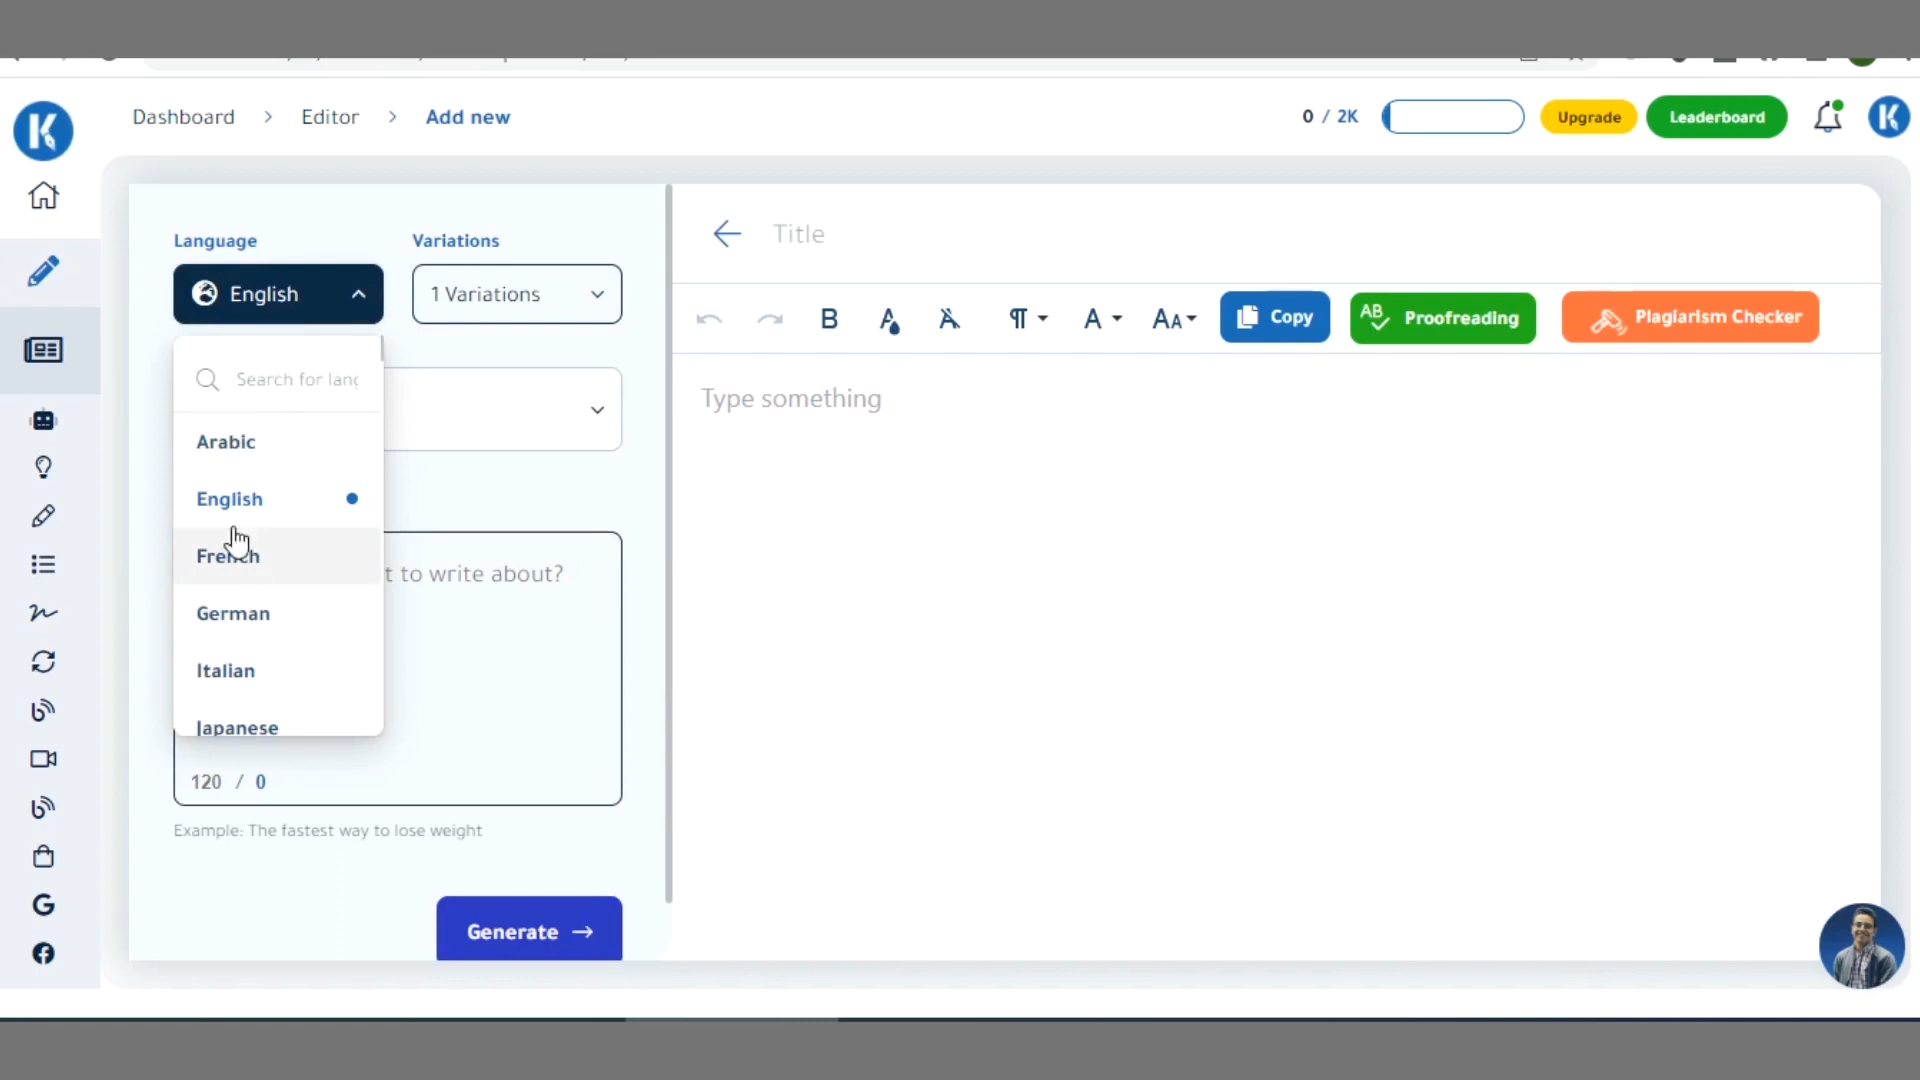 Dashboard > Editor > Add new
0 / 2K
Upgrade
Leaderboard
Language
Variations
English
1 Variations
Title
Copy
Proofreading
Plagiarism Checker
Search for lang
Arabic
English
French
German
Italian
Japanese
Type something
t to write about?
120 / 0
Example: The fastest way to lose weight
Generate →